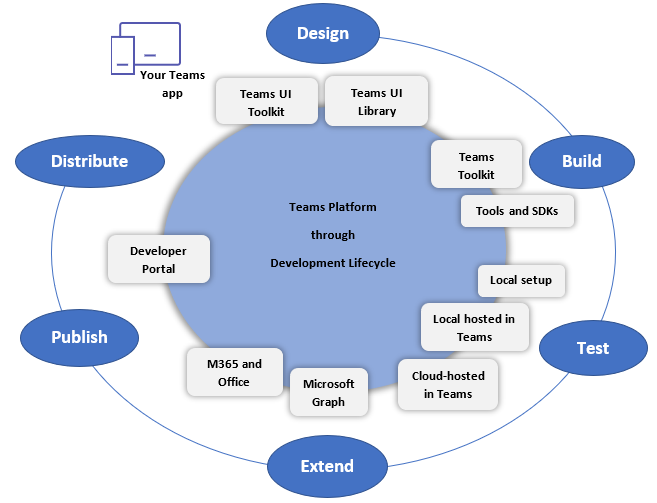 Design
Your Teams
app
Teams UI
Toolkit
Teams UI
Library
Distribute
Teams
Toolkit
Build
Tools and SDKs
Teams Platform
through
Development Lifecycle
Developer
Portal
Local setup
Local hosted in
Teams
Publish
Test
M365 and
Office
Microsoft
Graph
Cloud-hosted
in Teams
Extend